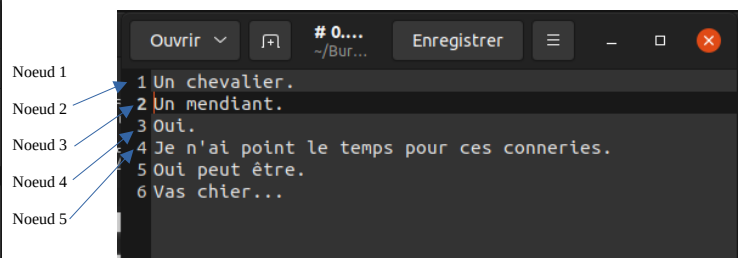 Ouvrir
# 0....
~/Bur...
Enregistrer
Noeud 1
Noeud 2
Noeud 3
Noeud 4
Noeud 5
1 Un chevalier.
2 Un mendiant.
3 Oui.
4 Je n'ai point le temps pour ces conneries.
5 Oui peut être.
6 Vas chier...